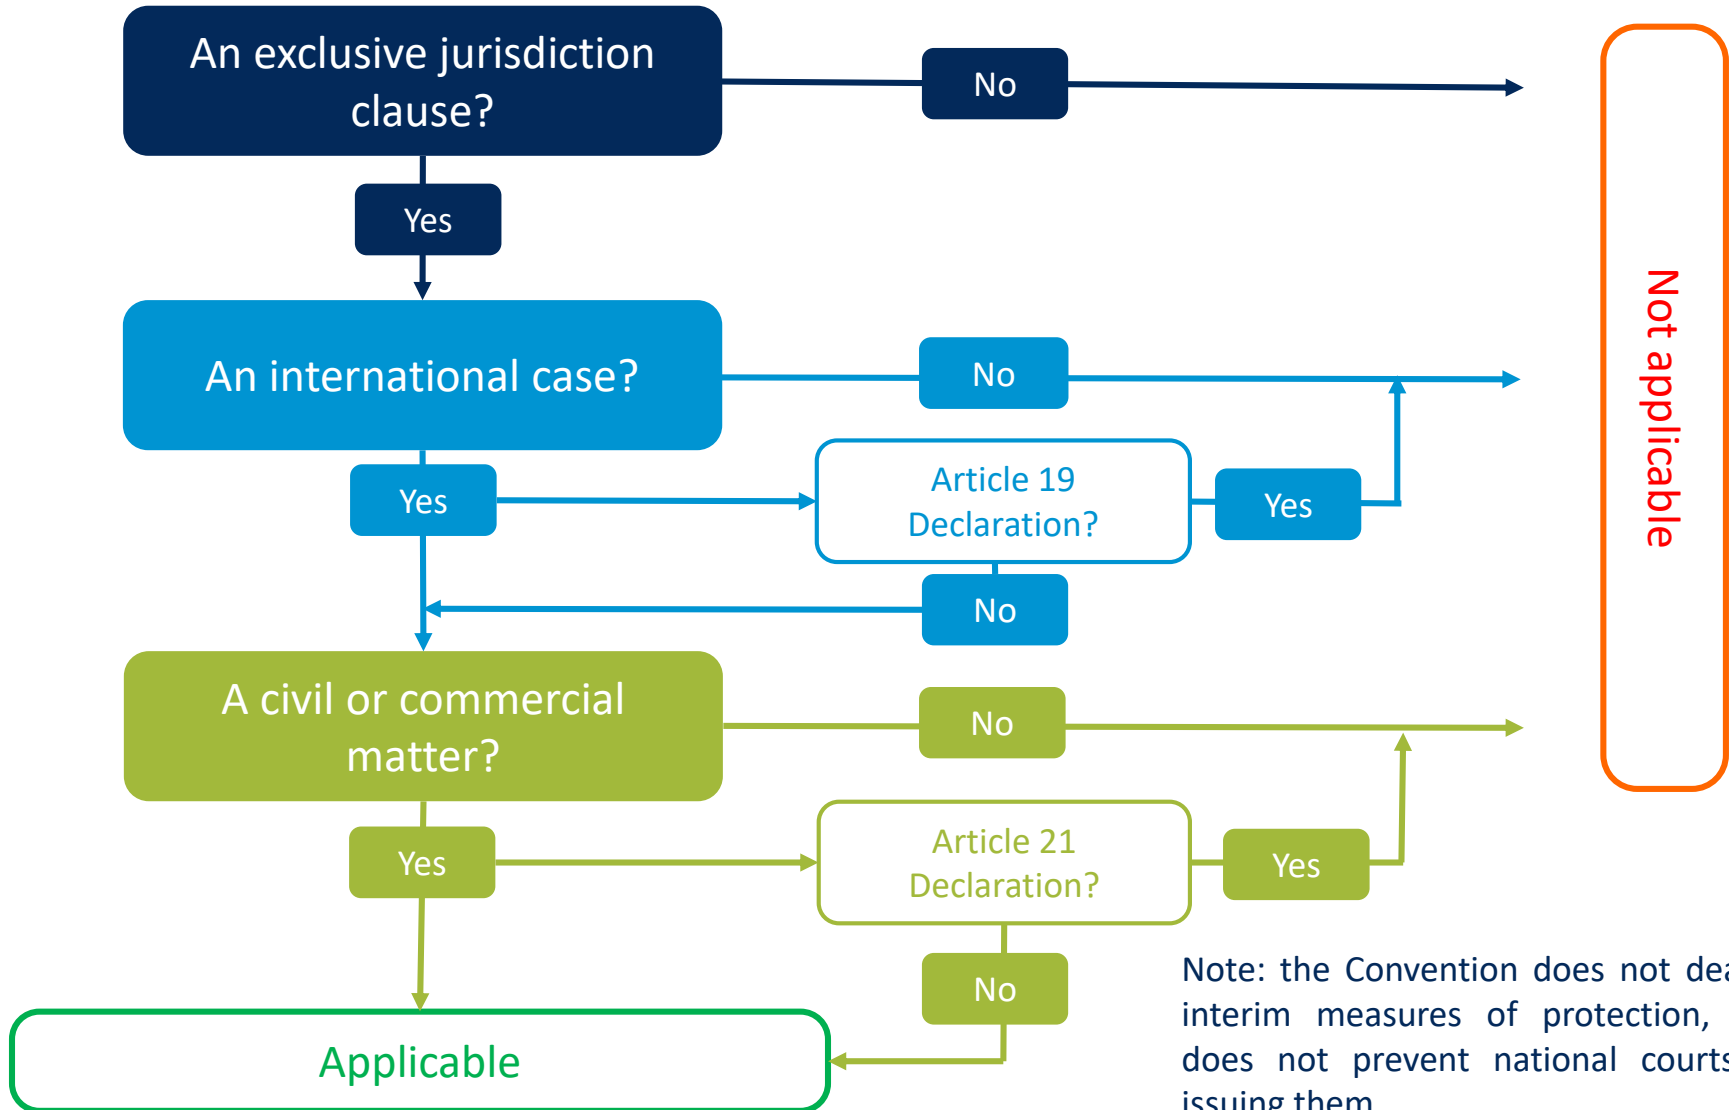 An exclusive jurisdiction
clause?
No
Yes
An international case?
No
Yes
Article 19
Declaration?
Yes
No
A civil or commercial
matter?
No
Yes
Article 21
Declaration?
Yes
No
Applicable
Not applicable
Note: the Convention does not
interim measures of protection,
does not prevent national courts
issuing them